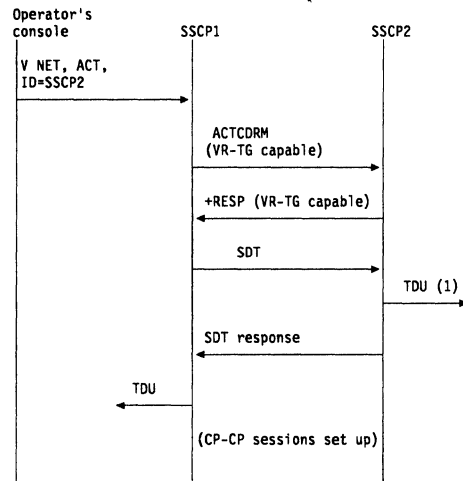 Operator's
console
SSCP1
SSCP2
V NET, ACT,
ID=SSCP2
ACTCDRM
(VR-TG capable)
+RESP (VR-TG capable)
SDT
TDU (1)
SDT response
TDU
(CP-CP sessions set up)